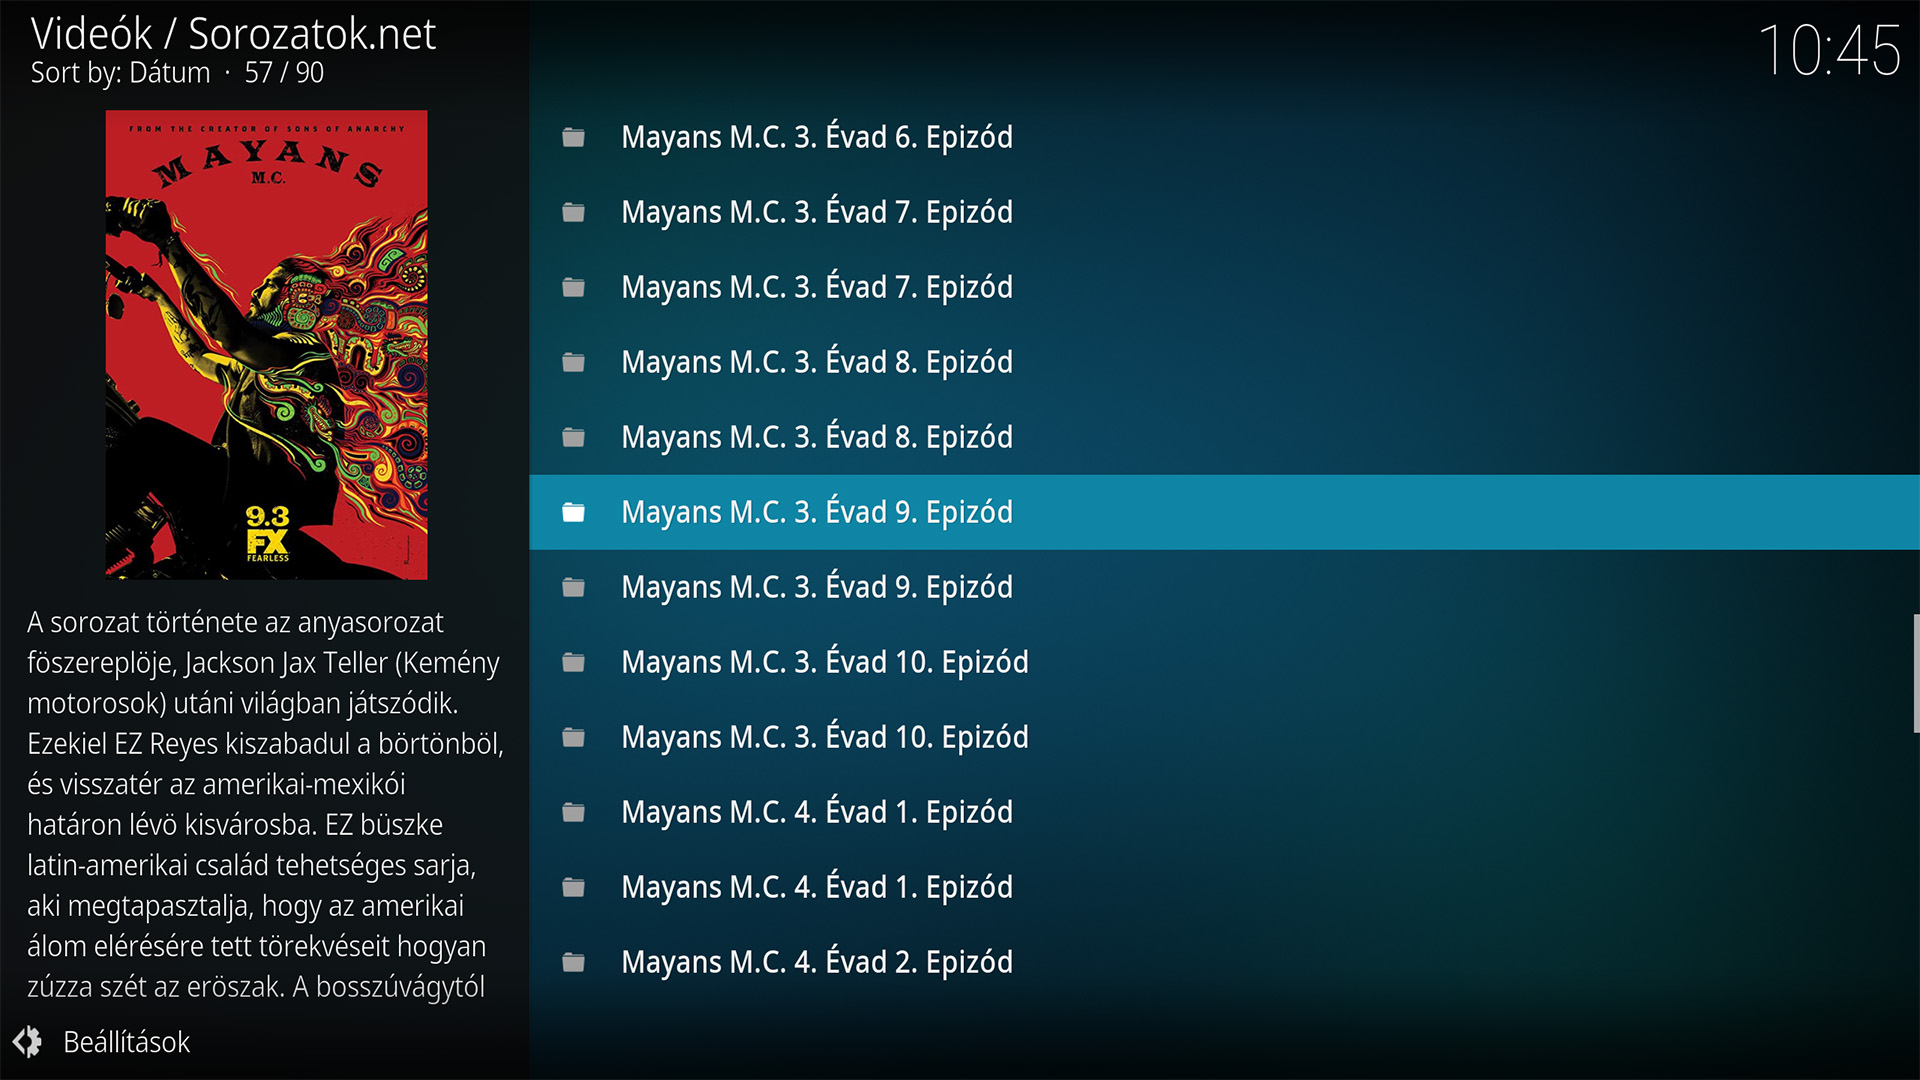 Videók / Sorozatok.net
Sort by: Dátum · 57 / 90
10:45
FROM THE CREATOR OF SONS OF ANARCHY
MAYANS
M.C.
9.3
FX
FEARLESS
A sorozat története az anyasorozat
föszereplöje, Jackson Jax Teller (Kemény
motorosok) utáni világban játszódik.
Ezekiel EZ Reyes kiszabadul a börtönböl,
és visszatér az amerikai-mexikói
határon lévö kisvárosba. EZ büszke
latin-amerikai család tehetséges sarja,
aki megtapasztalja, hogy az amerikai
álom elérésére tett törekvéseit hogyan
zúzza szét az eröszak. A bosszúvágytól
Beállítások
Mayans M.C. 3. Évad 6. Epizód
Mayans M.C. 3. Évad 7. Epizód
Mayans M.C. 3. Évad 7. Epizód
Mayans M.C. 3. Évad 8. Epizód
Mayans M.C. 3. Évad 8. Epizód
Mayans M.C. 3. Évad 9. Epizód
Mayans M.C. 3. Évad 9. Epizód
Mayans M.C. 3. Évad 10. Epizód
Mayans M.C. 3. Évad 10. Epizód
Mayans M.C. 4. Évad 1. Epizód
Mayans M.C. 4. Évad 1. Epizód
Mayans M.C. 4. Évad 2. Epizód